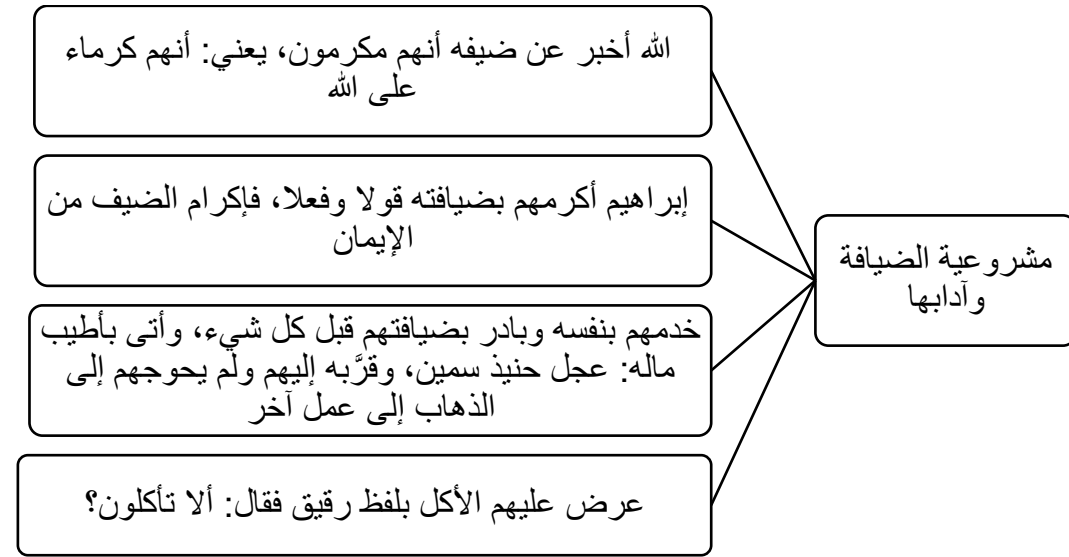 مشروعية الضيافة
وآدابها
الله أخبر عن ضيفه أنهم مكرمون، يعني: أنهم كرماء
على الله
إبراهيم أكرمهم بضيافته قولا وفعلا، فإكرام الضيف من
الإيمان
خدمهم بنفسه وبادر بضيافتهم قبل كل شيء، وأتى بأطيب
ماله: عجل حنيذ سمين، وقرَّبه إليهم ولم يحوجهم إلى
الذهاب إلى عمل آخر
عرض عليهم الأكل بلفظ رقيق فقال: ألا تأكلون؟